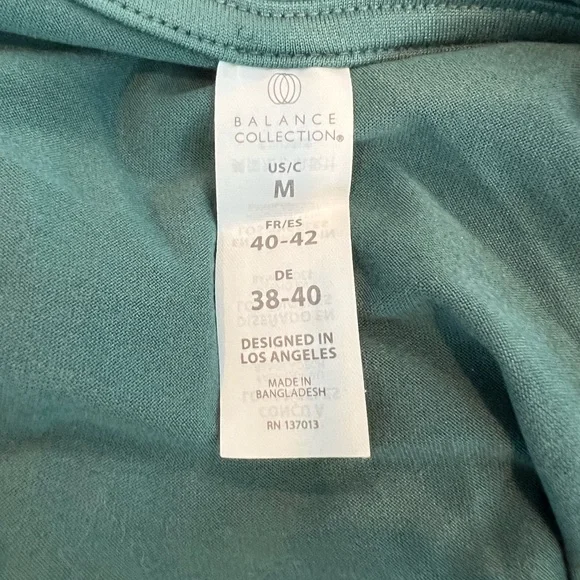 BALANCE
COLLECTION®
US/C
M
FR/ES
40-42
DE
38-40
DESIGNED IN
LOS ANGELES
MADE IN
BANGLADESH
RN 137013